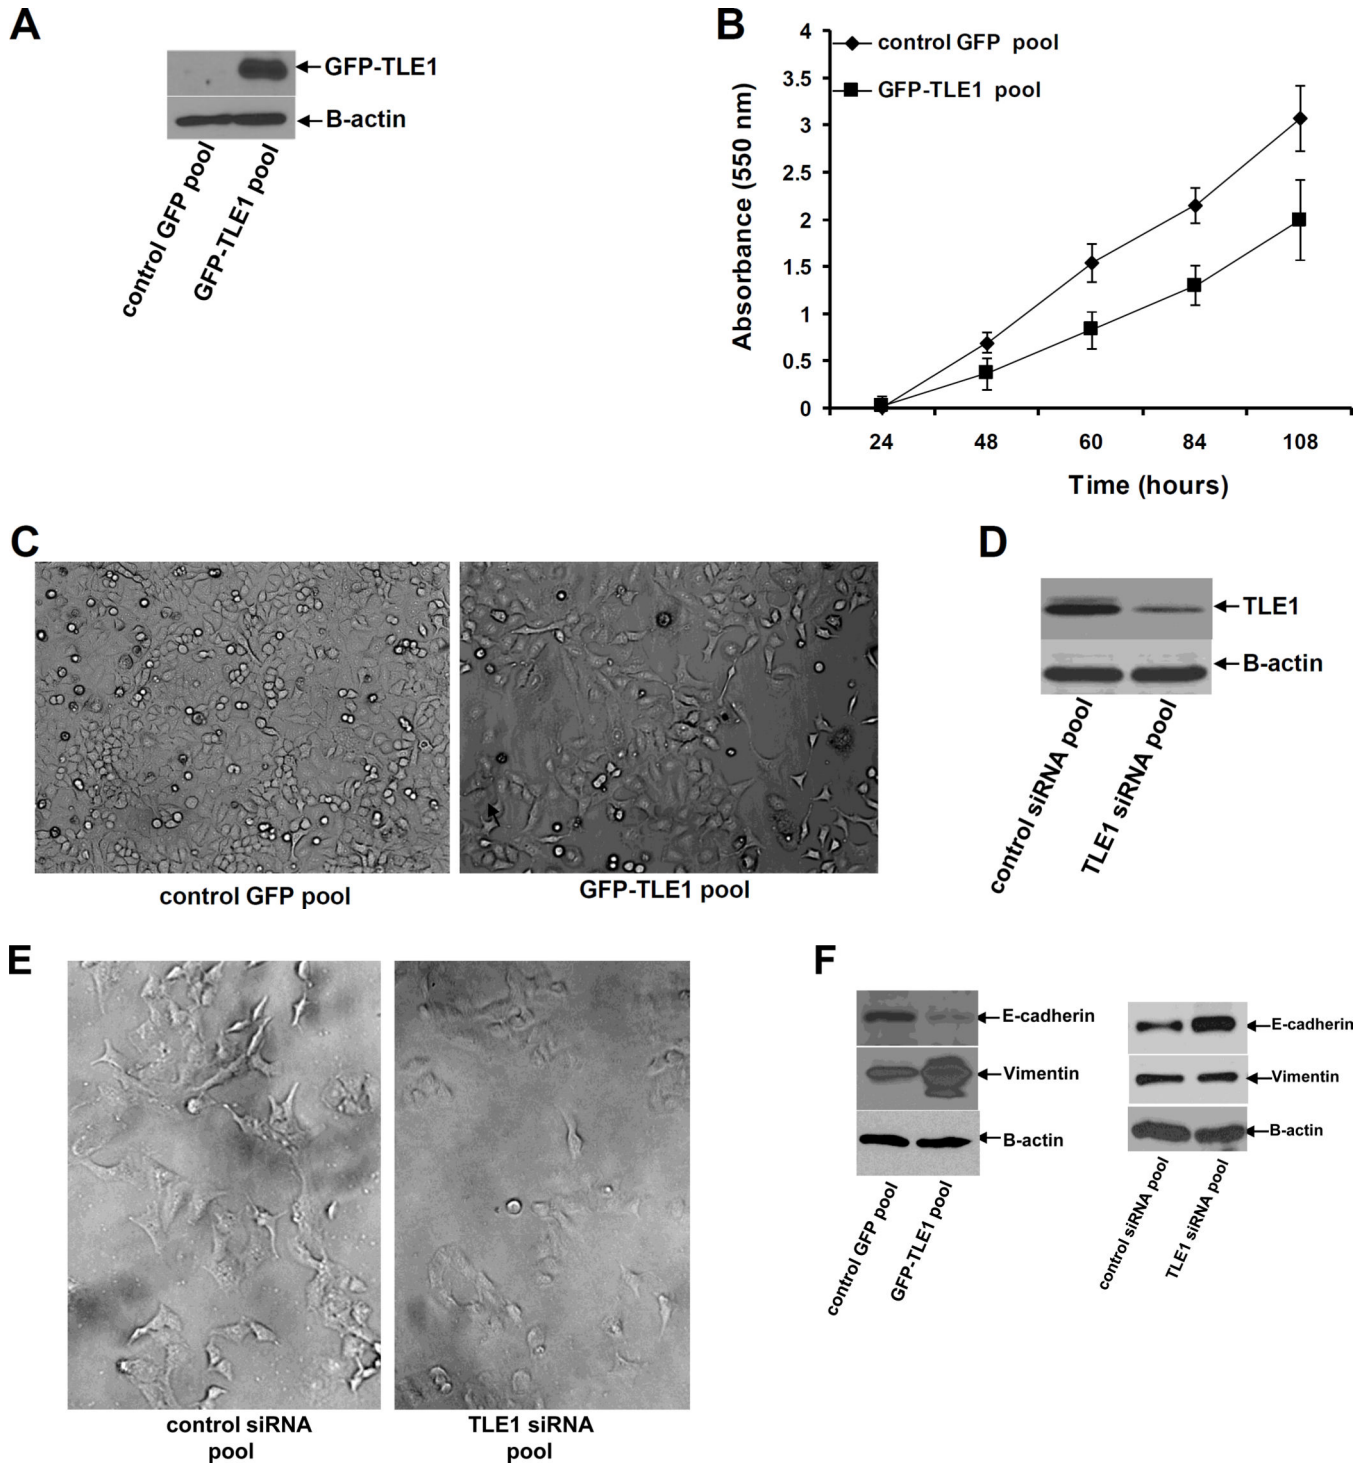 A
GFP-TLE1
B-actin
control GFP pool
GFP-TLE1 pool
B
control GFP pool
GFP-TLE1 pool
Absorbance (550 nm)
4
3.5
3
2.5
2
1.5
1
0.5
0
24 48 60 84 108
Time (hours)
C
control GFP pool
GFP-TLE1 pool
D
TLE1
B-actin
control siRNA pool
TLE1 siRNA pool
E
control siRNA
pool
TLE1 siRNA
pool
F
E-cadherin
Vimentin
B-actin
control GFP pool
GFP-TLE1 pool
E-cadherin
Vimentin
B-actin
control siRNA pool
TLE1 siRNA pool